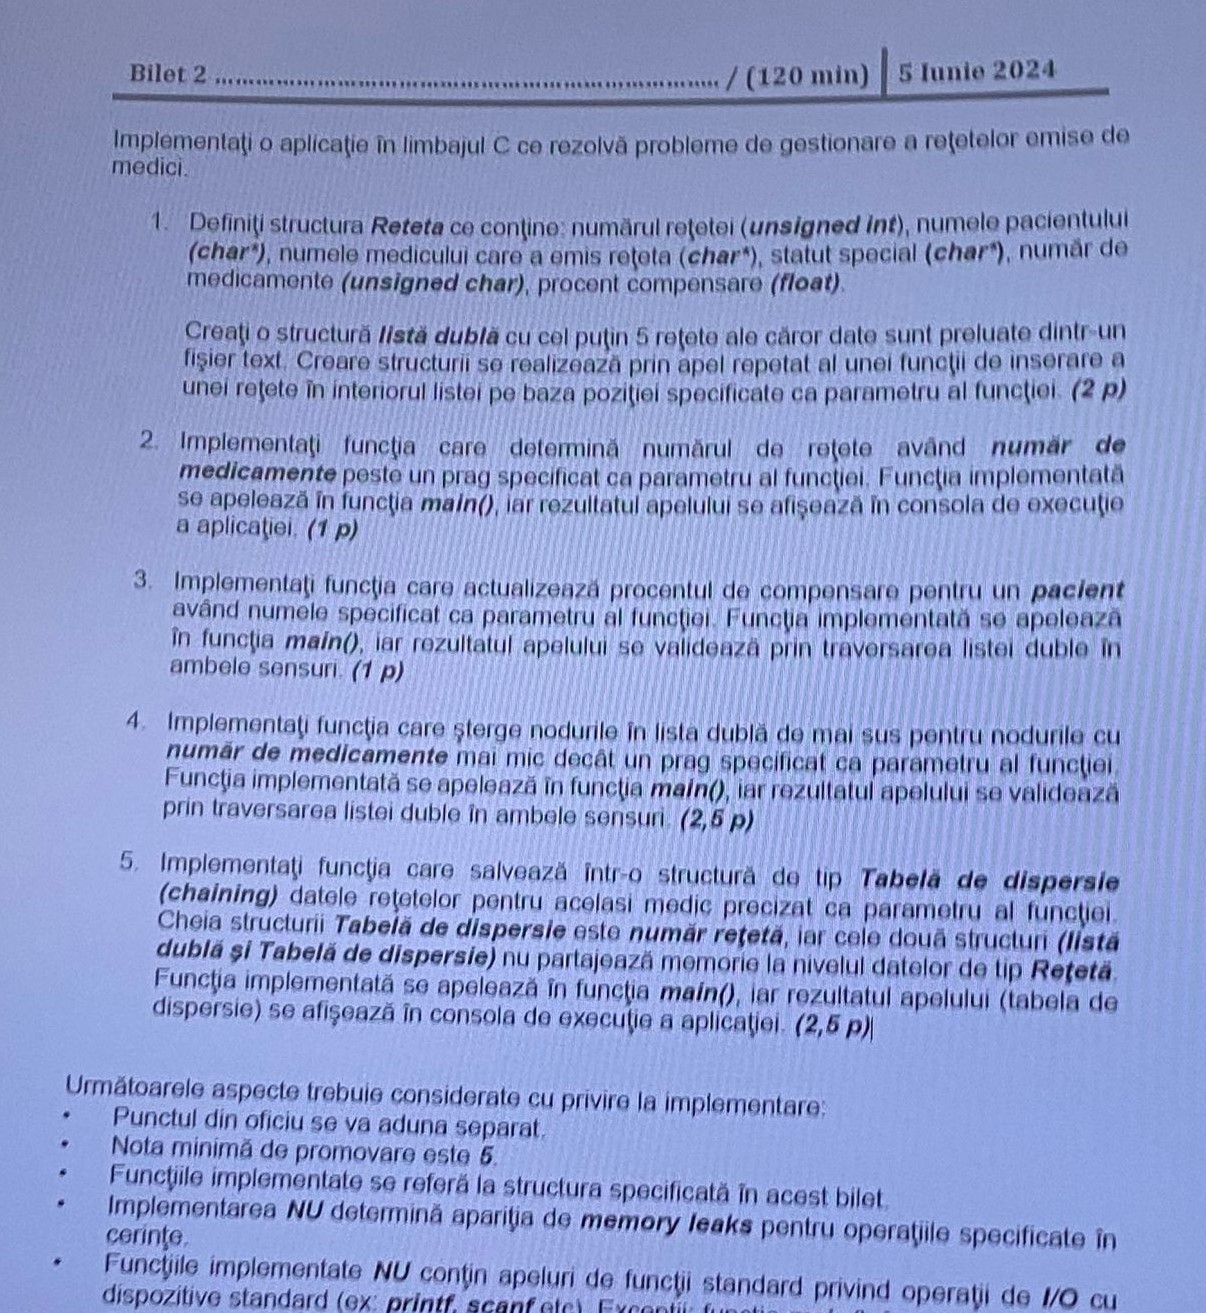 Bilet 2 ................................................................ / (120 min) 5 Iunie 2024
Implementaţi o aplicaţie în limbajul C ce rezolvă probleme de gestionare a reţetelor emise de
medici.
1. Definiţi structura Reteta ce conţine: numărul reţetei (unsigned int), numele pacientului
(char*), numele medicului care a emis reţeta (char*), statut special (char*), număr de
medicamente (unsigned char), procent compensare (float).
Creaţi o structură listă dublă cu cel puţin 5 reţete ale căror date sunt preluate dintr-un
fişier text. Creare structurii se realizează prin apel repetat al unei funcţii de inserare a
unei reţete în interiorul listei pe baza poziţiei specificate ca parametru al funcţiei. (2 p)
2. Implementaţi funcţia care determină numărul de reţete având număr de
medicamente peste un prag specificat ca parametru al funcţiei. Funcţia implementată
se apelează în funcţia main(), iar rezultatul apelului se afişează în consola de execuţie
a aplicaţiei. (1 p)
3. Implementaţi funcţia care actualizează procentul de compensare pentru un pacient
având numele specificat ca parametru al funcţiei. Funcţia implementată se apelează
în funcţia main(), iar rezultatul apelului se validează prin traversarea listei duble în
ambele sensuri. (1 p)
4. Implementaţi funcţia care şterge nodurile în lista dublă de mai sus pentru nodurile cu
număr de medicamente mai mic decât un prag specificat ca parametru al funcţiei.
Funcţia implementată se apelează în funcţia main(), iar rezultatul apelului se validează
prin traversarea listei duble în ambele sensuri. (2,5 p)
5. Implementaţi funcţia care salvează într-o structură de tip Tabelă de dispersie
(chaining) datele reţetelor pentru acelasi medic precizat ca parametru al funcţiei.
Cheia structurii Tabelă de dispersie este număr reţetă, iar cele două structuri (listă
dublă şi Tabelă de dispersie) nu partajează memorie la nivelul datelor de tip Reţetă.
Funcţia implementată se apelează în funcţia main(), iar rezultatul apelului (tabela de
dispersie) se afişează în consola de execuţie a aplicaţiei. (2,5 p)
Următoarele aspecte trebuie considerate cu privire la implementare:
• Punctul din oficiu se va aduna separat.
• Nota minimă de promovare este 5.
• Funcţiile implementate se referă la structura specificată în acest bilet.
• Implementarea NU determină apariţia de memory leaks pentru operaţiile specificate în
cerinţe.
• Funcţiile implementate NU conţin apeluri de funcţii standard privind operaţii de I/O cu
dispozitive standard (ex: printf, scanf etc). Excepţii: funcţie